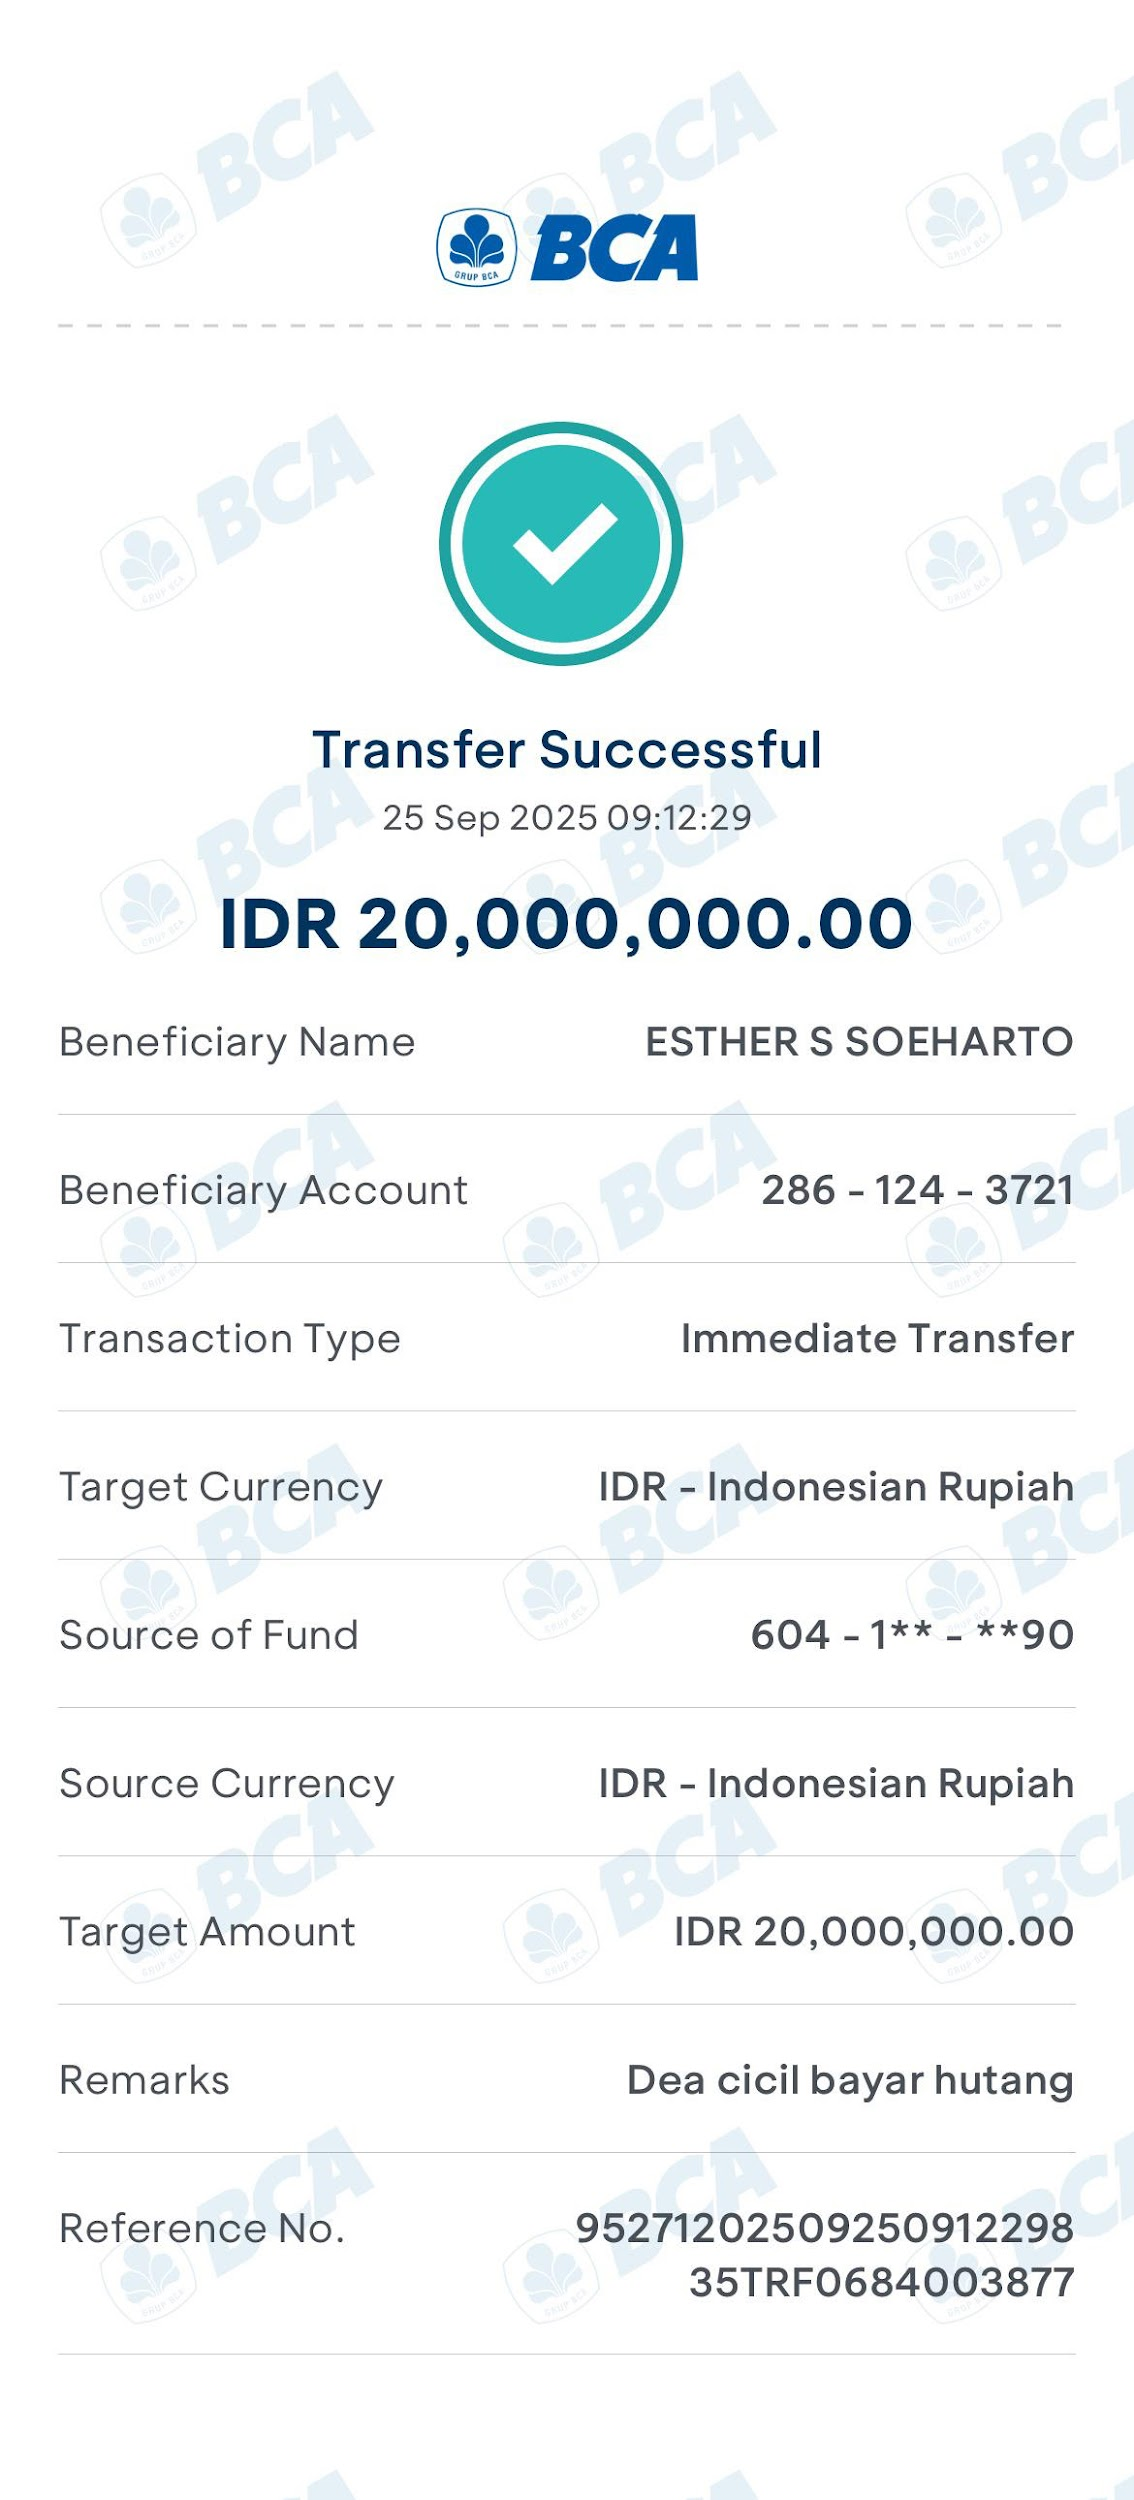 GRUP BCA BCA
Transfer Successful
25 Sep 2025 09:12:29
IDR 20,000,000.00
Beneficiary Name ESTHER S SOEHARTO
Beneficiary Account 286 - 124 - 3721
Transaction Type Immediate Transfer
Target Currency IDR - Indonesian Rupiah
Source of Fund 604 - 1** - **90
Source Currency IDR - Indonesian Rupiah
Target Amount IDR 20,000,000.00
Remarks Dea cicil bayar hutang
Reference No. 95271202509250912298
35TRF0684003877